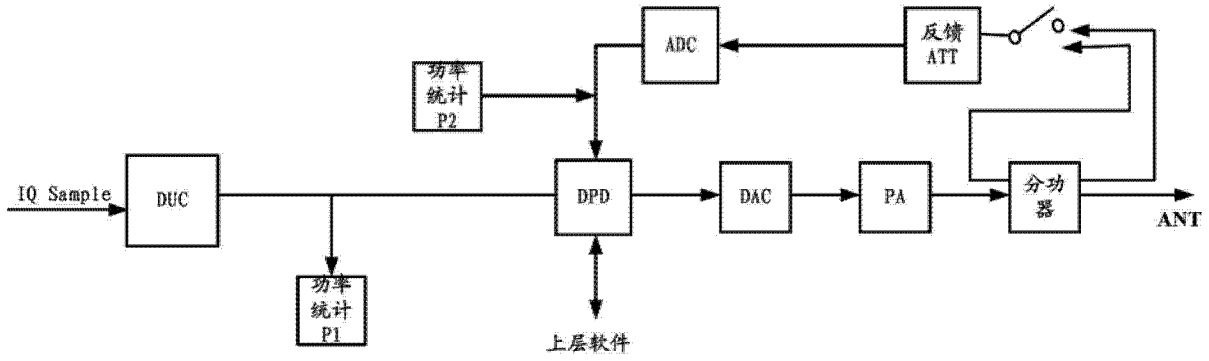 反馈
ATT
ADC
功率
统计
P2
IQ Sample
DUC
DPD
DAC
PA
分功
器
ANT
功率
统计
P1
上层软件